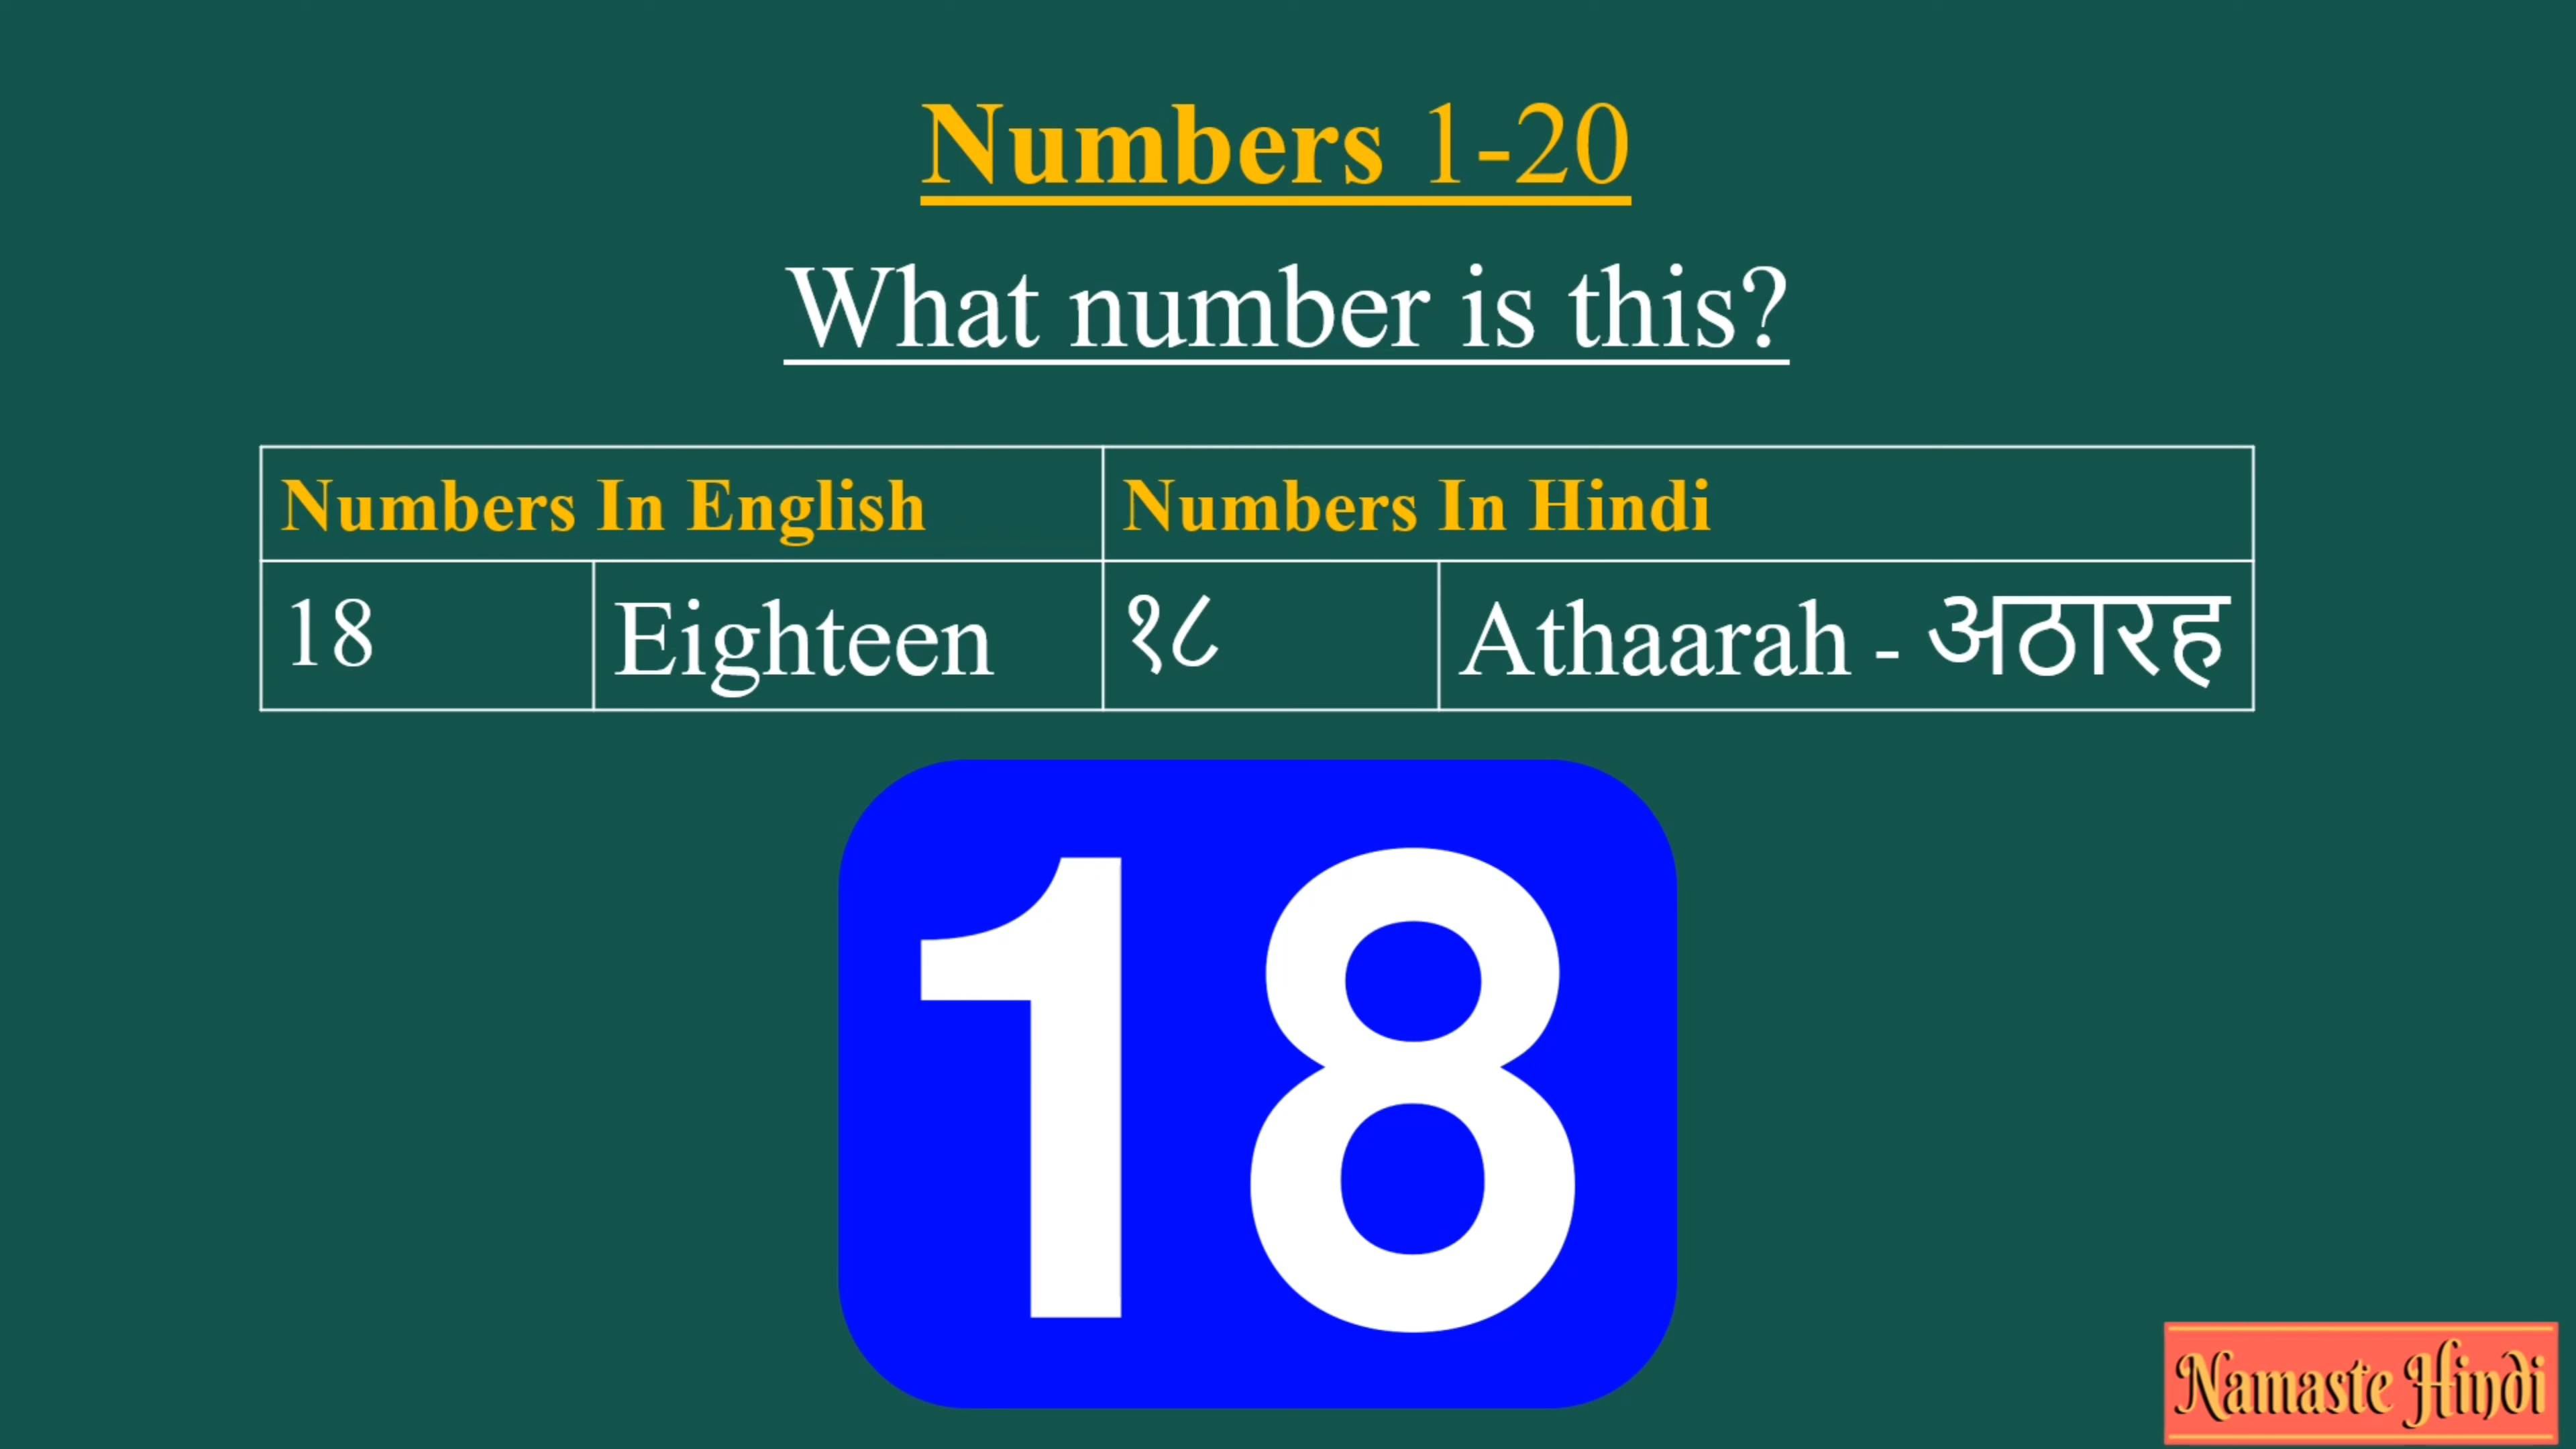 Numbers 1-20
What number is this?
Numbers In English Numbers In Hindi
18 Eighteen १८ Athaarah - अठारह
18
Namaste Hindi